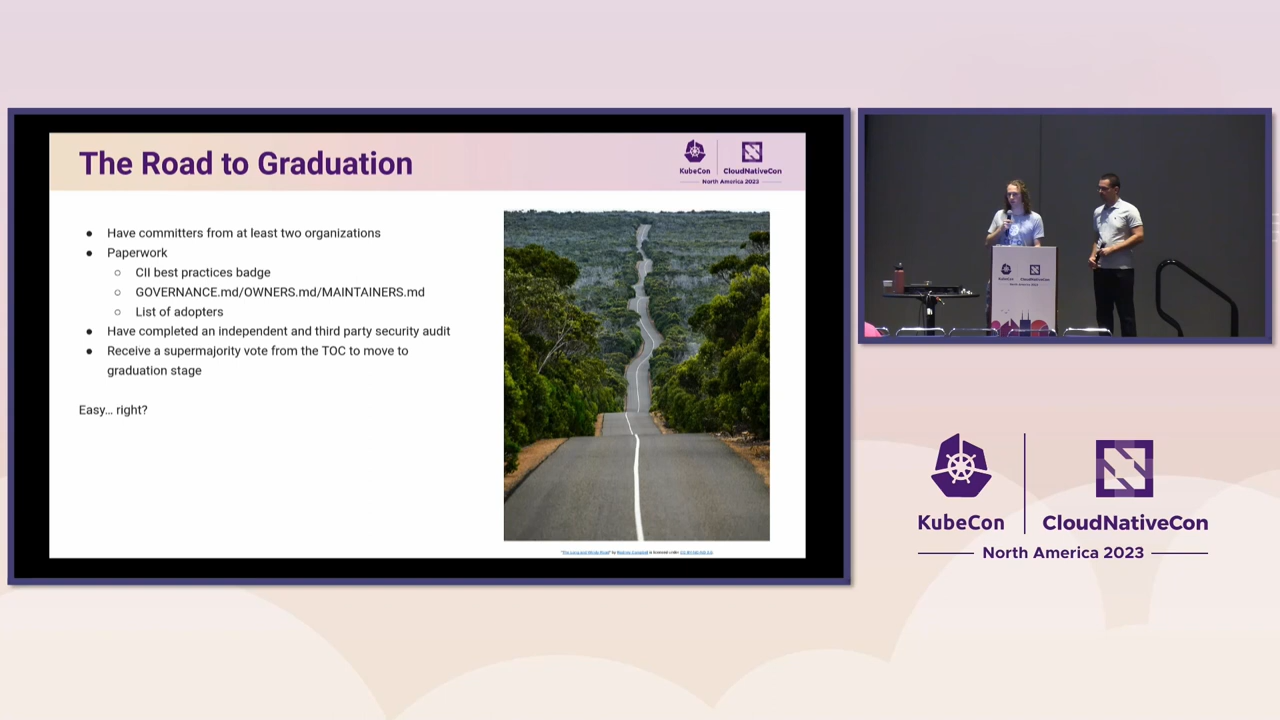 The Road to Graduation
KubeCon
CloudNativeCon
North America 2023
● Have committers from at least two organizations
● Paperwork
○ CII best practices badge
○ GOVERNANCE.md/OWNERS.md/MAINTAINERS.md
○ List of adopters
● Have completed an independent and third party security audit
● Receive a supermajority vote from the TOC to move to
graduation stage
Easy... right?
KubeCon
CloudNativeCon
North America 2023